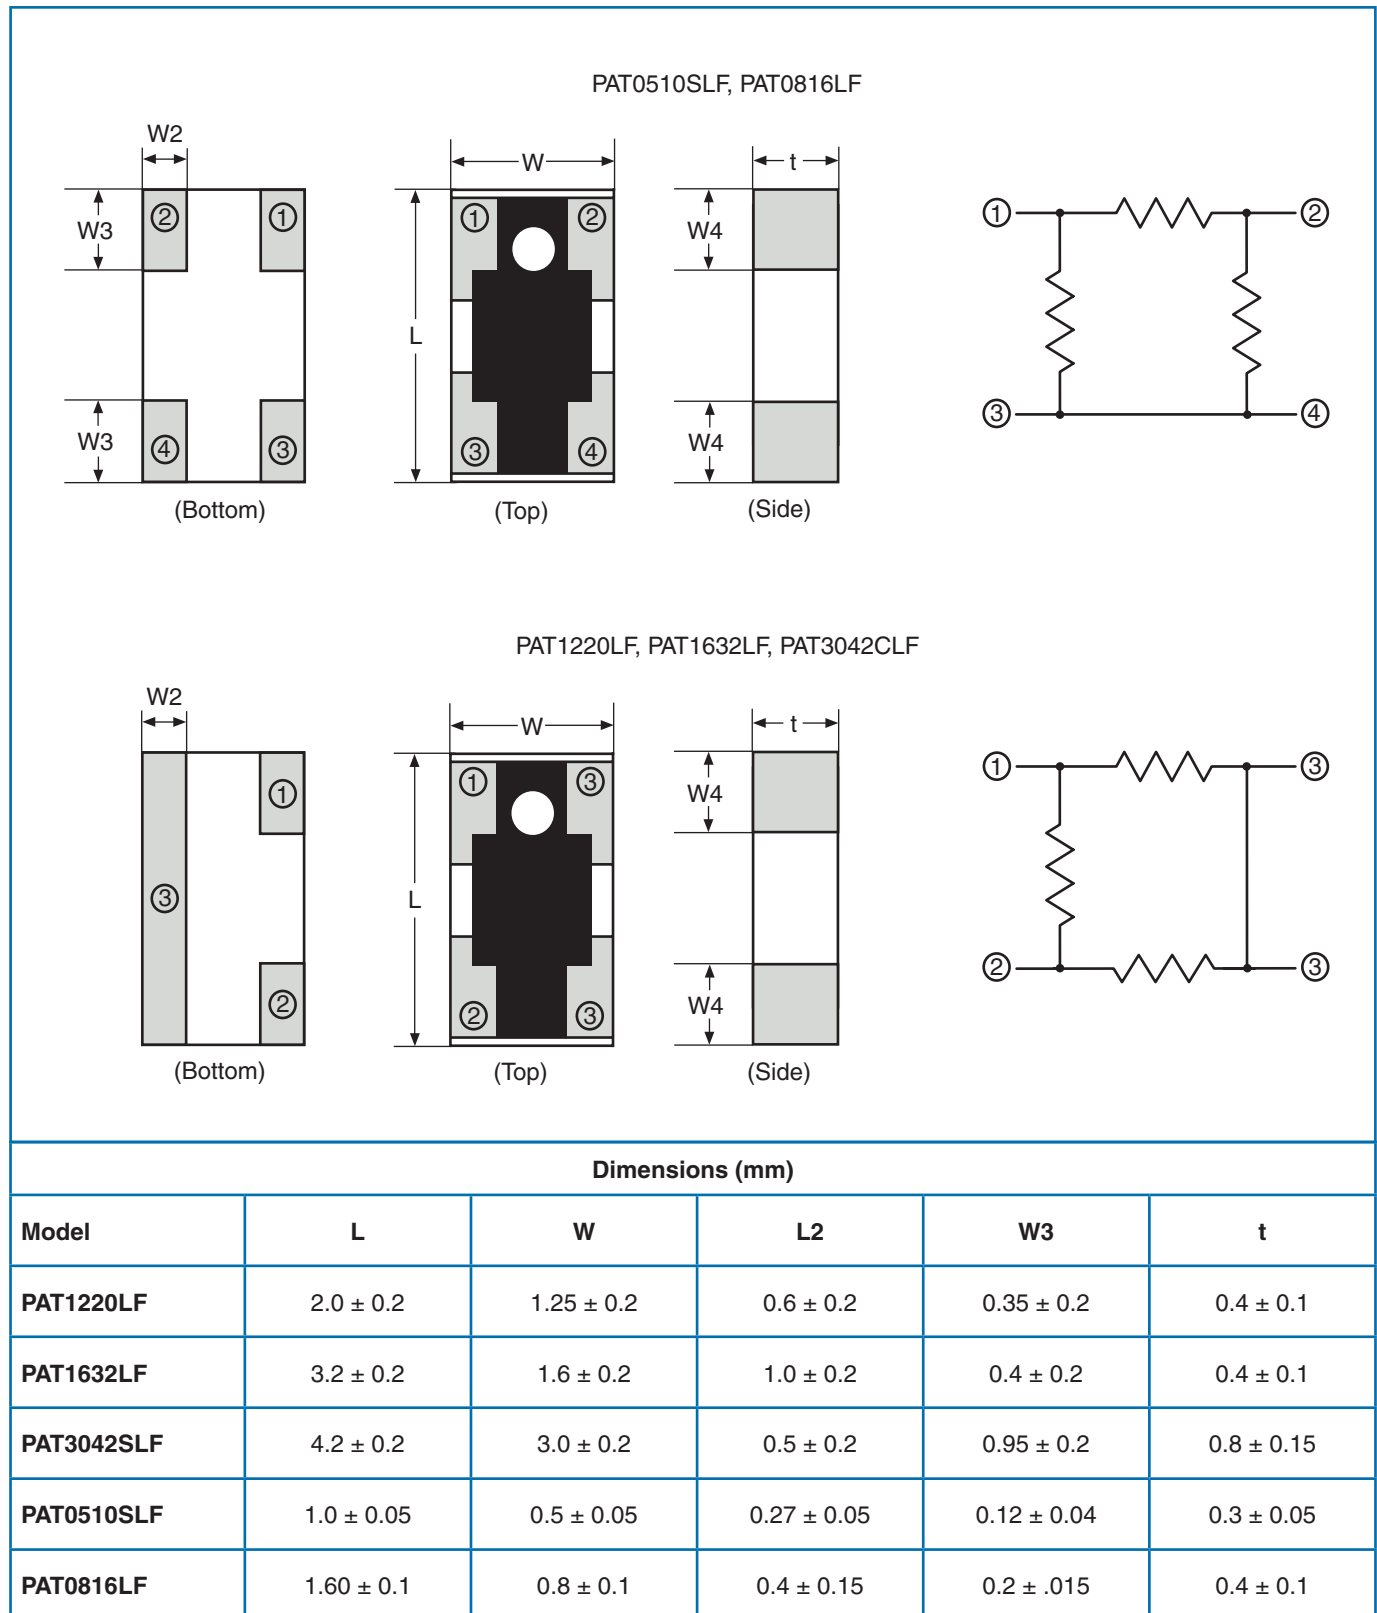 PAT0510SLF, PAT0816LF
W2
W
t
W3
②
①
①
②
W4
①
②
L
W3
④
③
③
④
W4
③
④
(Bottom)
(Top)
(Side)
PAT1220LF, PAT1632LF, PAT3042CLF
W2
W
t
①
①
③
W4
①
③
③
L
②
②
③
W4
②
③
(Bottom)
(Top)
(Side)
Dimensions (mm)
Model L W L2 W3 t
PAT1220LF 2.0 ± 0.2 1.25 ± 0.2 0.6 ± 0.2 0.35 ± 0.2 0.4 ± 0.1
PAT1632LF 3.2 ± 0.2 1.6 ± 0.2 1.0 ± 0.2 0.4 ± 0.2 0.4 ± 0.1
PAT3042SLF 4.2 ± 0.2 3.0 ± 0.2 0.5 ± 0.2 0.95 ± 0.2 0.8 ± 0.15
PAT0510SLF 1.0 ± 0.05 0.5 ± 0.05 0.27 ± 0.05 0.12 ± 0.04 0.3 ± 0.05
PAT0816LF 1.60 ± 0.1 0.8 ± 0.1 0.4 ± 0.15 0.2 ± .015 0.4 ± 0.1